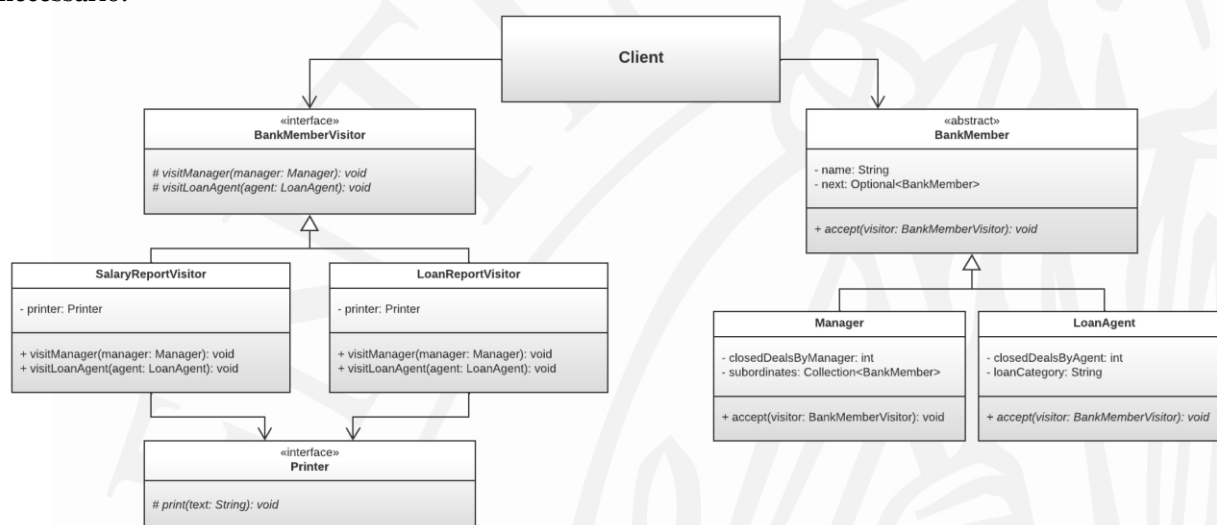 necessario.
Client
«interface»
BankMemberVisitor
# visitManager(manager: Manager): void
# visitLoanAgent(agent: LoanAgent): void
«abstract»
BankMember
- name: String
- next: Optional<BankMember>
+ accept(visitor: BankMemberVisitor): void
SalaryReportVisitor
- printer: Printer
+ visitManager(manager: Manager): void
+ visitLoanAgent(agent: LoanAgent): void
LoanReportVisitor
- printer: Printer
+ visitManager(manager: Manager): void
+ visitLoanAgent(agent: LoanAgent): void
Manager
- closedDealsByManager: int
- subordinates: Collection<BankMember>
+ accept(visitor: BankMemberVisitor): void
LoanAgent
- closedDealsByAgent: int
- loanCategory: String
+ accept(visitor: BankMemberVisitor): void
«interface»
Printer
# print(text: String): void